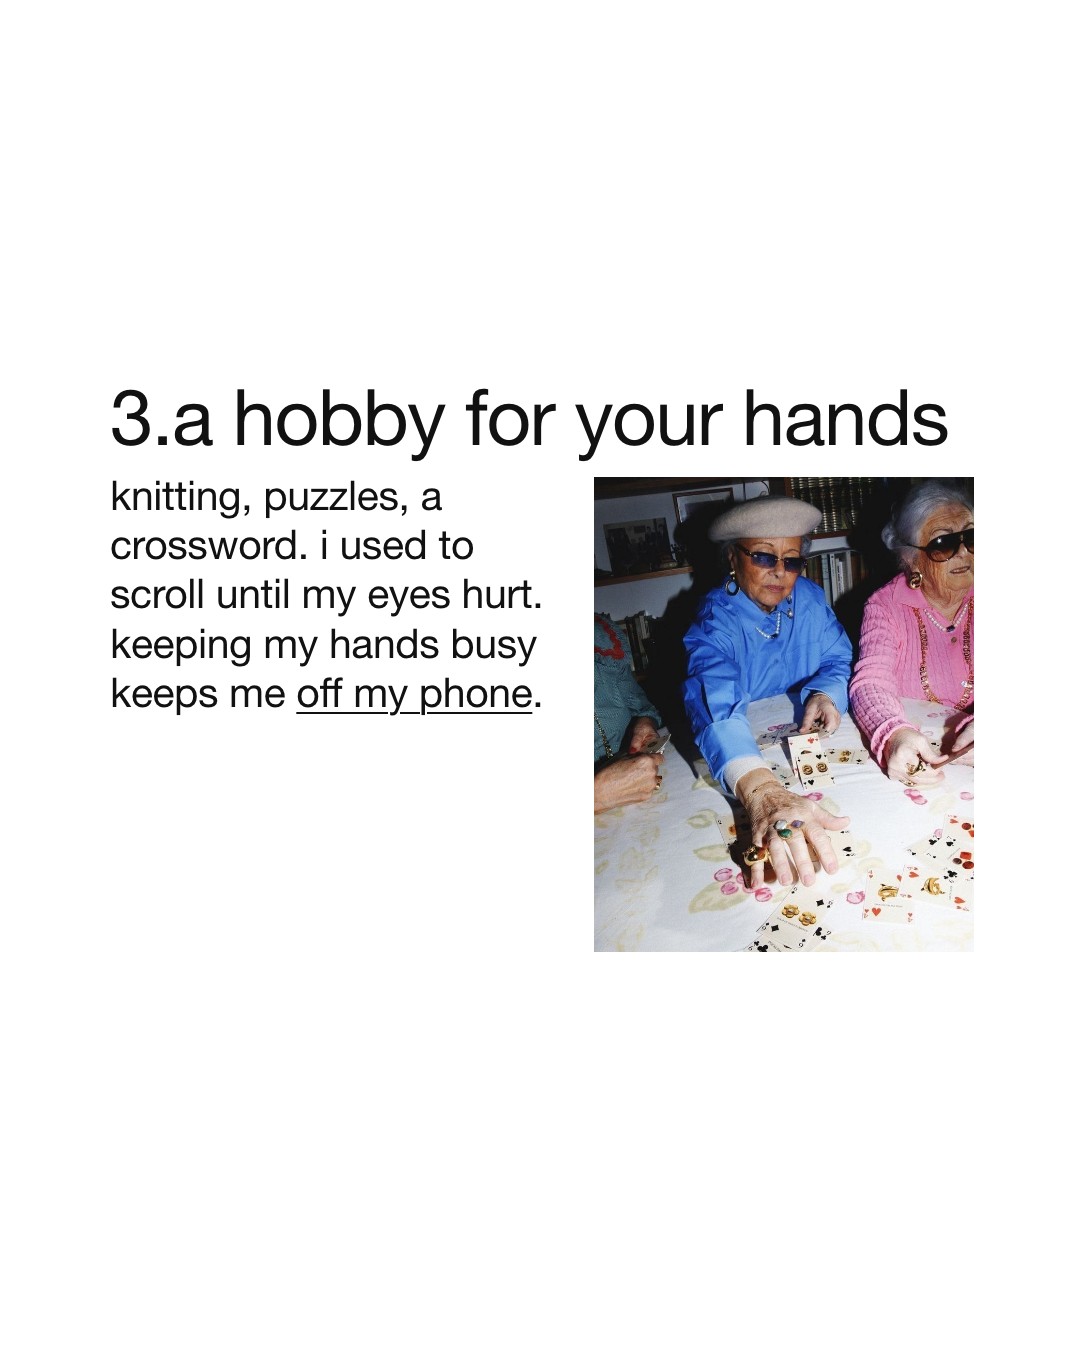 3.a hobby for your hands
knitting, puzzles, a
crossword. i used to
scroll until my eyes hurt.
keeping my hands busy
keeps me off my phone.